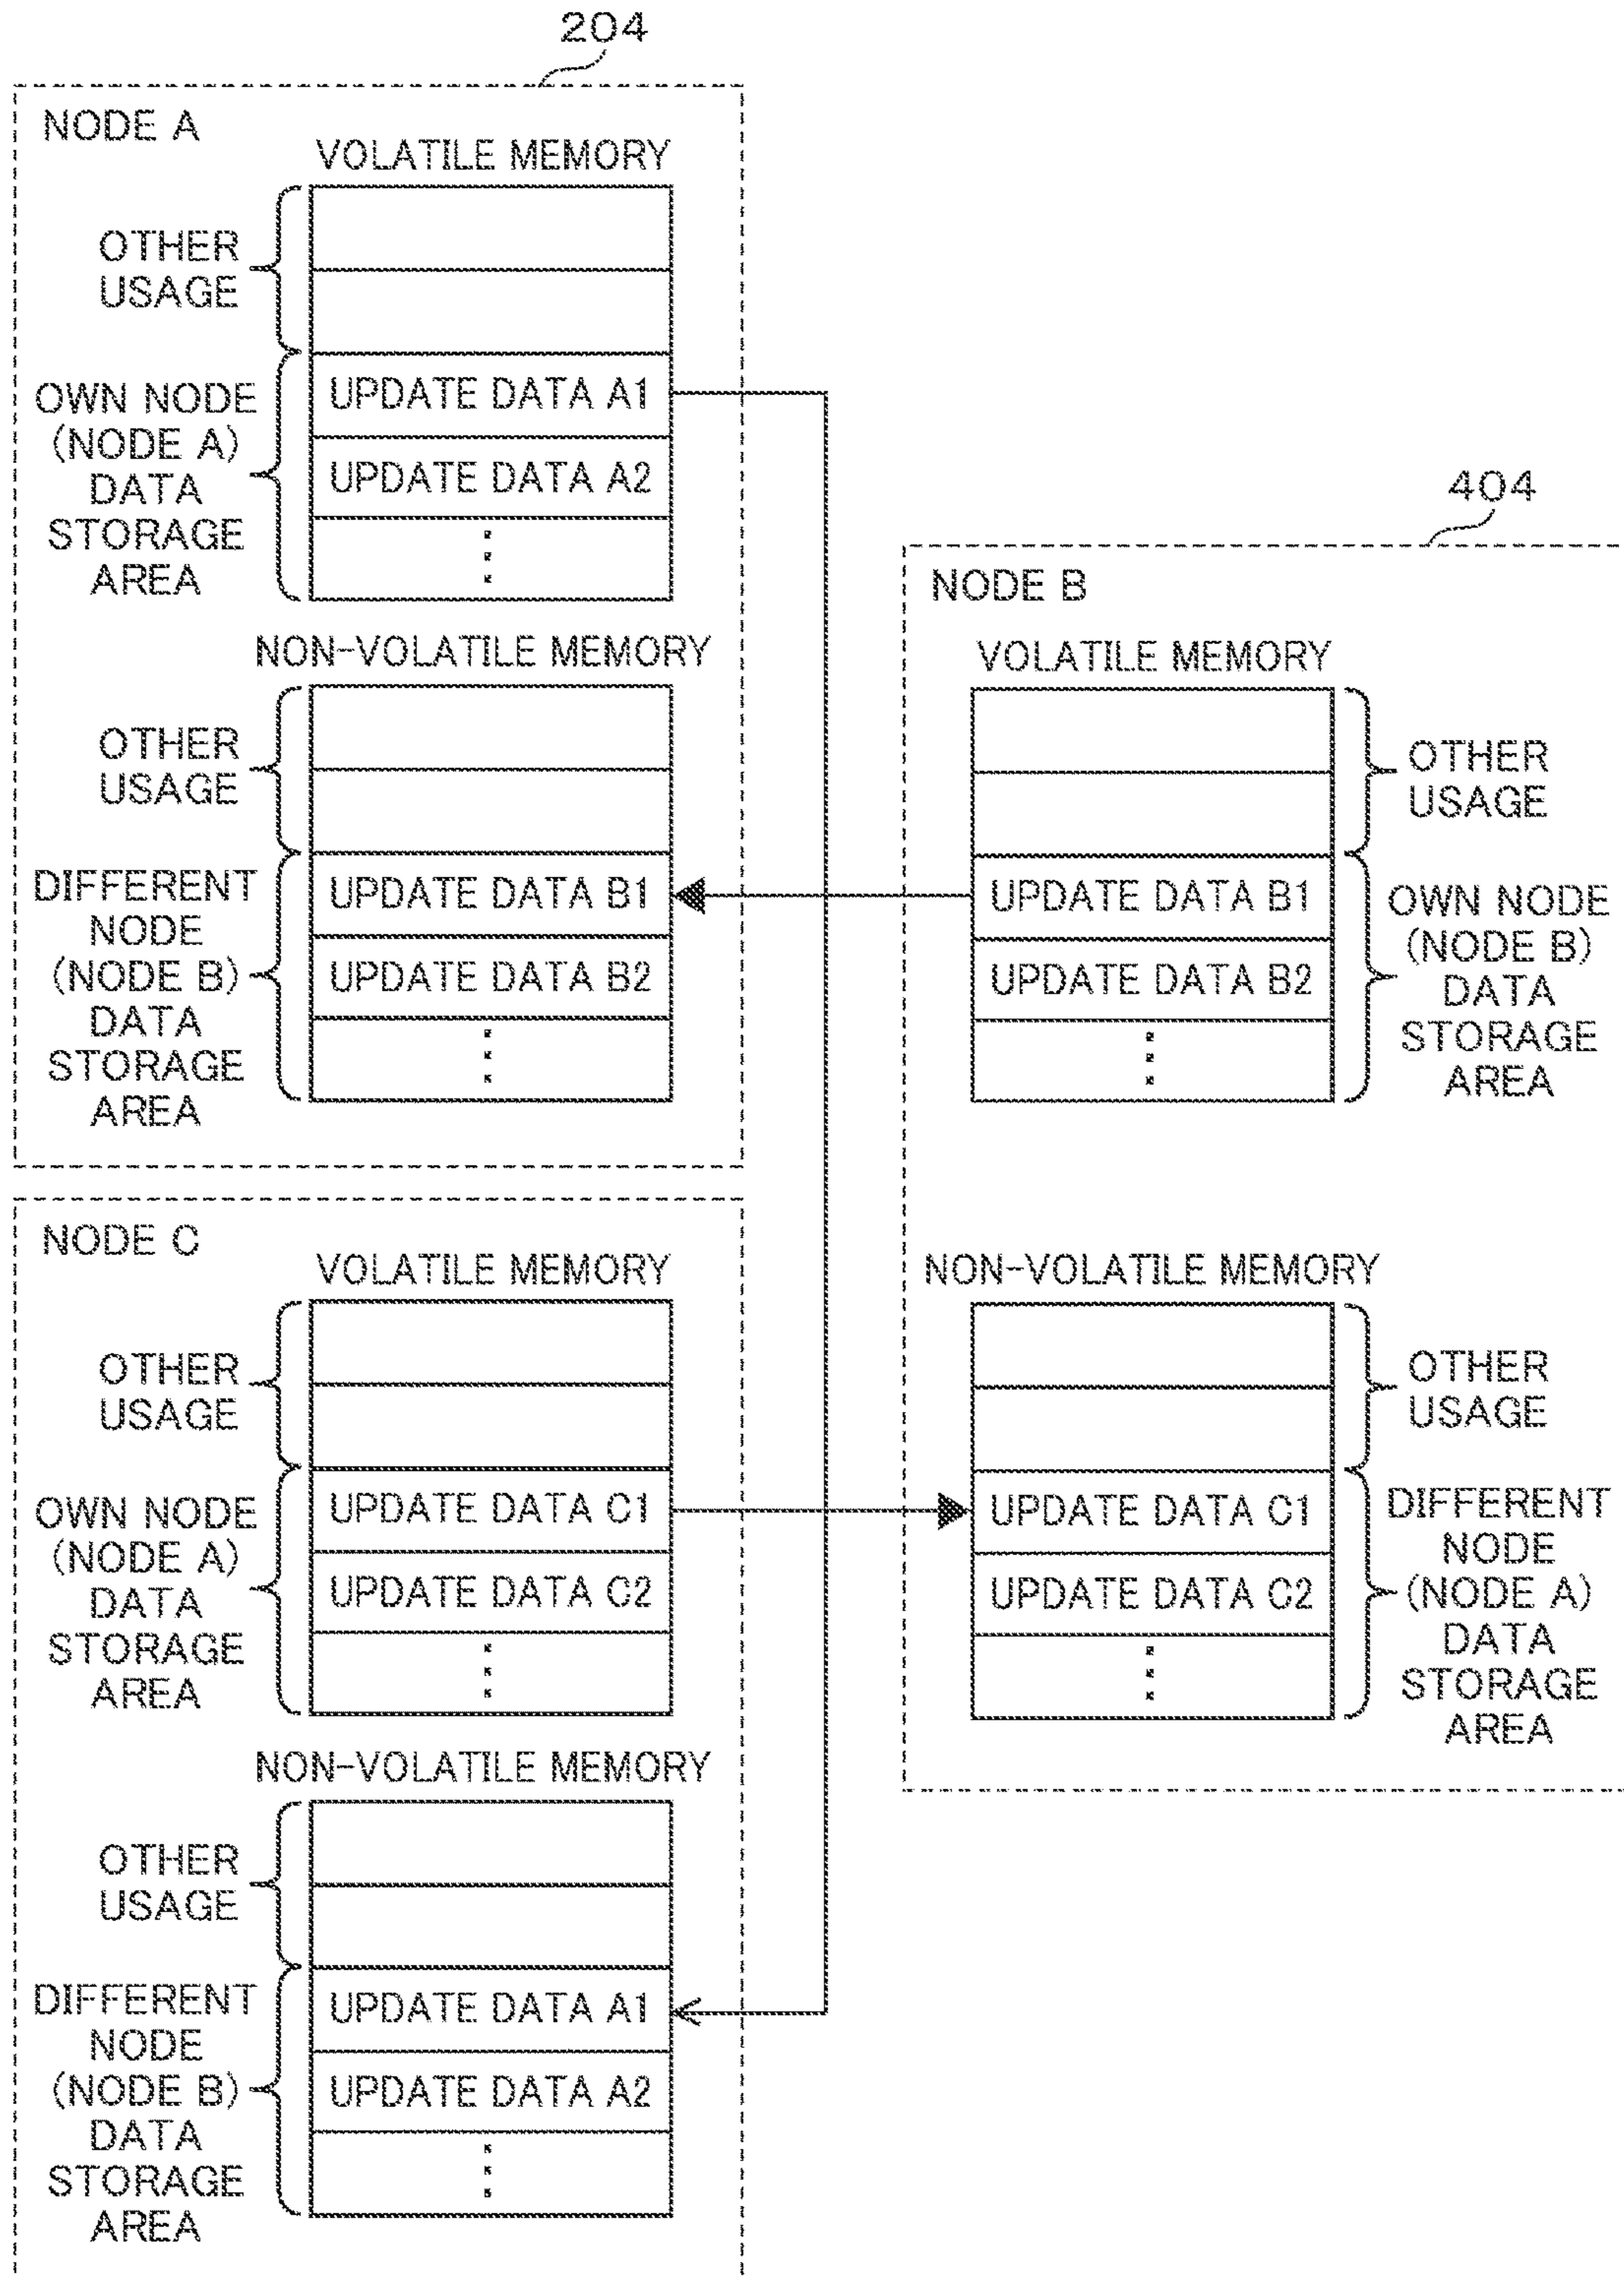 204
NODE A
VOLATILE MEMORY
OTHER
USAGE
OWN NODE
(NODE A)
DATA
STORAGE
AREA
UPDATE DATA A1
UPDATE DATA A2
NON-VOLATILE MEMORY
OTHER
USAGE
DIFFERENT
NODE
(NODE B)
DATA
STORAGE
AREA
UPDATE DATA B1
UPDATE DATA B2
404
NODE B
VOLATILE MEMORY
OTHER
USAGE
UPDATE DATA B1
UPDATE DATA B2
OWN NODE
(NODE B)
DATA
STORAGE
AREA
NON-VOLATILE MEMORY
OTHER
USAGE
UPDATE DATA C1
UPDATE DATA C2
DIFFERENT
NODE
(NODE A)
DATA
STORAGE
AREA
NODE C
VOLATILE MEMORY
OTHER
USAGE
OWN NODE
(NODE A)
DATA
STORAGE
AREA
UPDATE DATA C1
UPDATE DATA C2
NON-VOLATILE MEMORY
OTHER
USAGE
DIFFERENT
NODE
(NODE B)
DATA
STORAGE
AREA
UPDATE DATA A1
UPDATE DATA A2